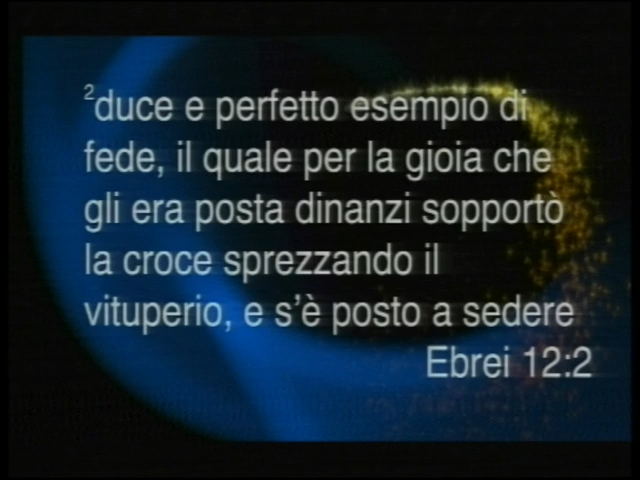 ²duce e perfetto esempio di
fede, il quale per la gioia che
gli era posta dinanzi sopportò
la croce sprezzando il
vituperio, e s'è posto a sedere
Ebrei 12:2